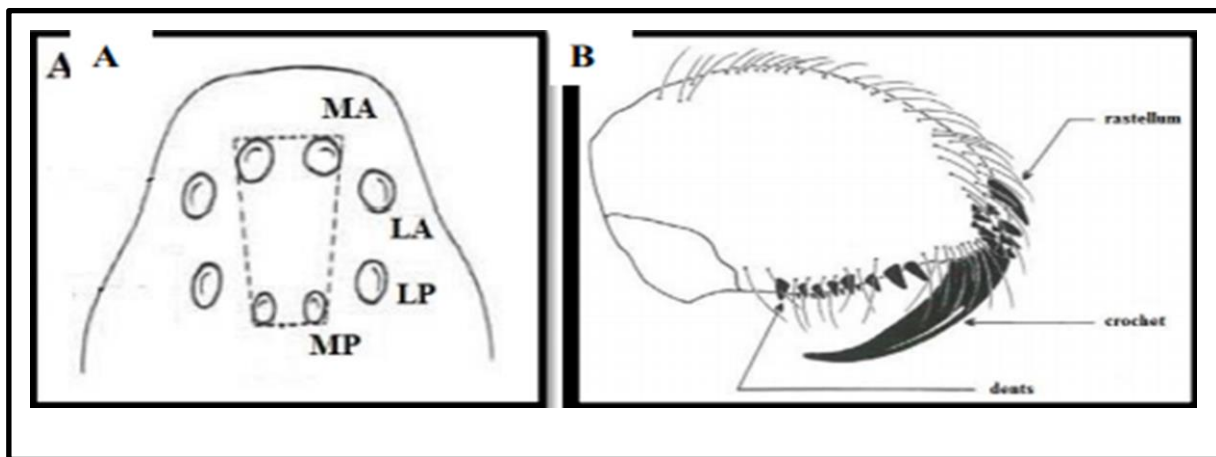 A A
MA
LA
LP
MP
B
rastellum
crochet
dents